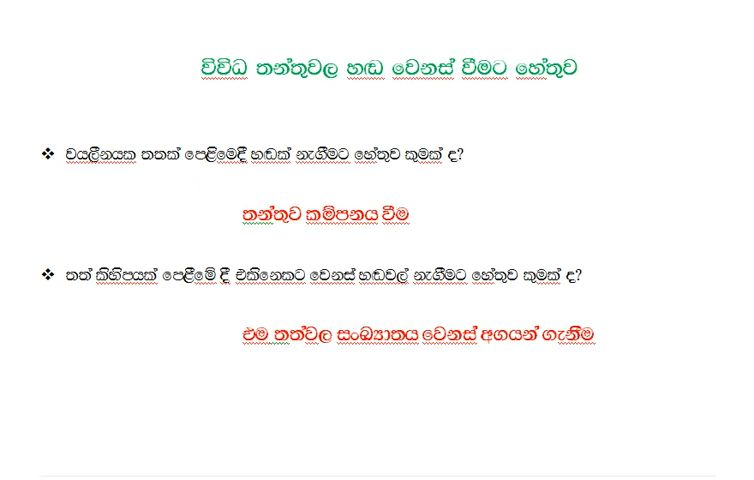 විවිධ තන්තුවල හඬ වෙනස් වීමට හේතුව
❖ වයලීනයක තතක් පෙළීමේදී හඬක් නැගීමට හේතුව කුමක් ද?
තන්තුව කම්පනය වීම
❖ තත් කිහිපයක් පෙළීමේ දී එකිනෙකට වෙනස් හඬවල් නැගීමට හේතුව කුමක් ද?
එම තත්වල සංඛ්‍යාතය වෙනස් අගයන් ගැනීම